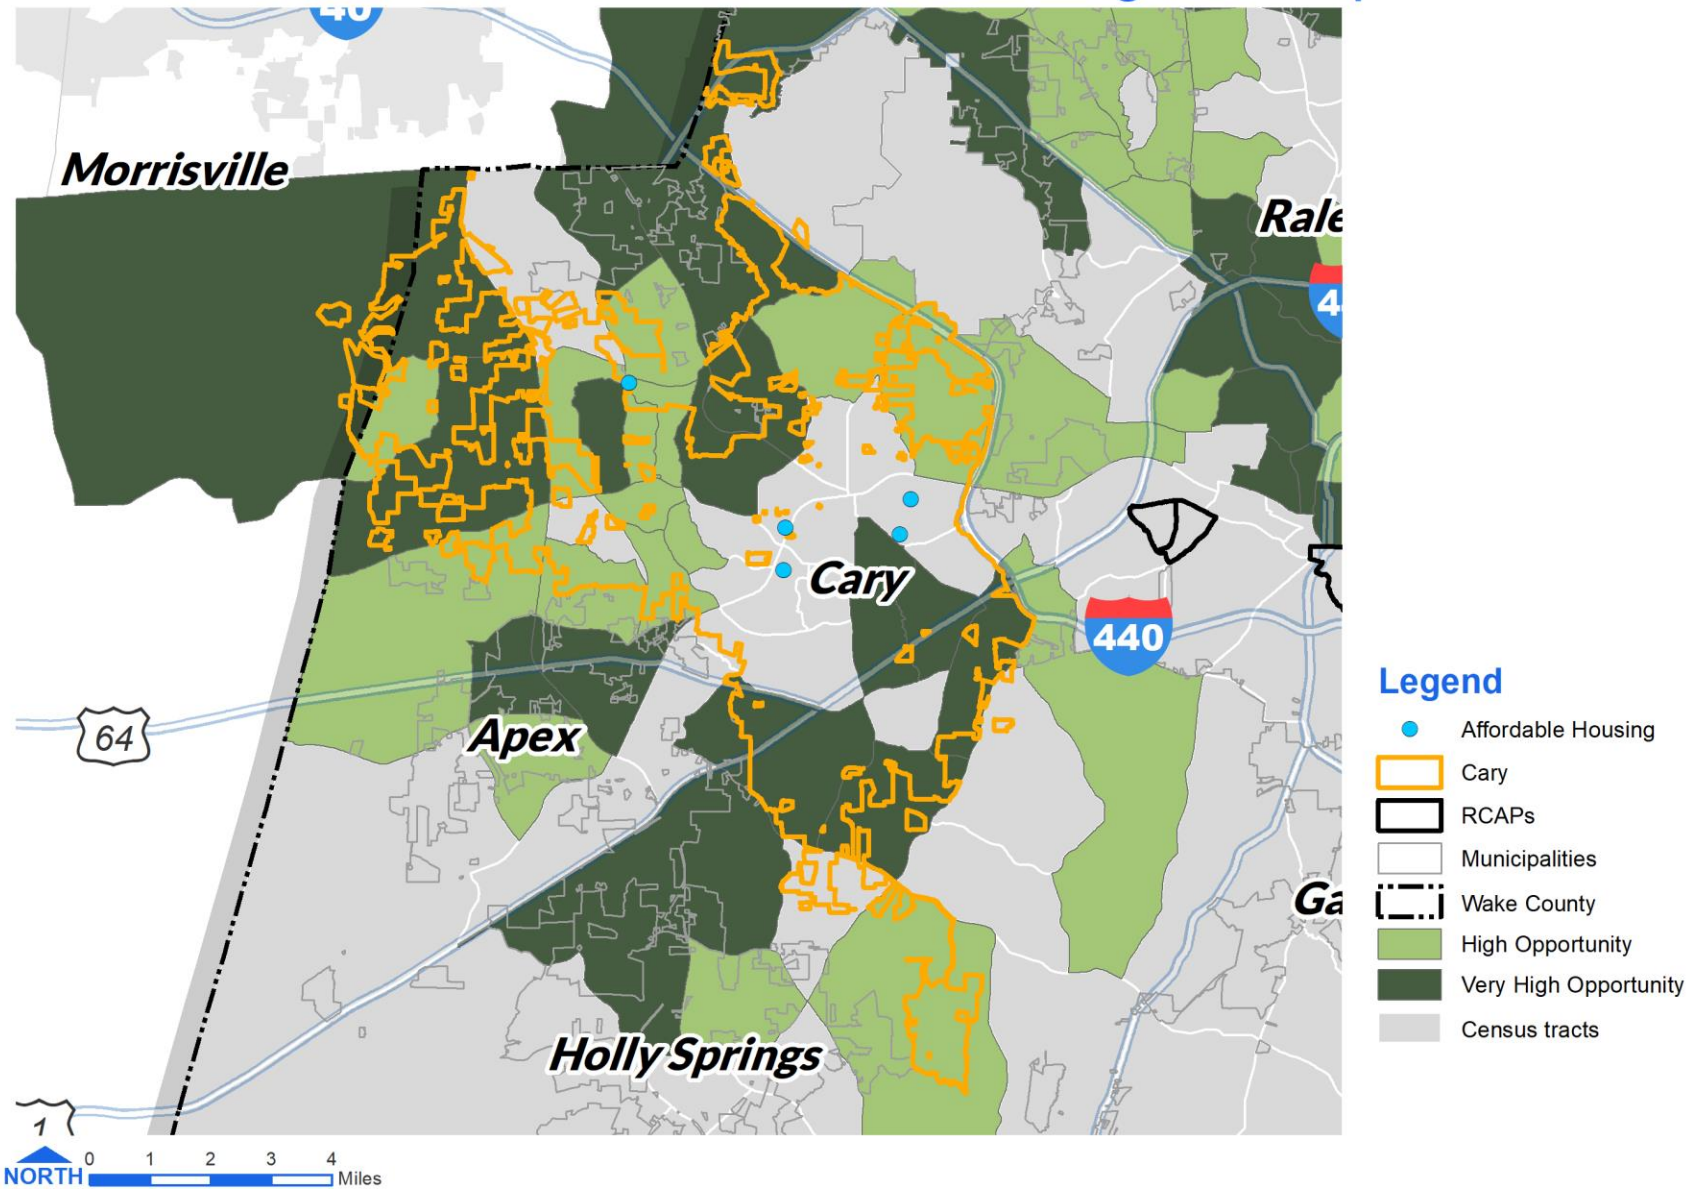 40
Morrisville
Rale
4
Cary
440
64
Apex
Ga
Holly Springs
1
NORTH
0 1 2 3 4
Miles
Legend
Affordable Housing
Cary
RCAPs
Municipalities
Wake County
High Opportunity
Very High Opportunity
Census tracts